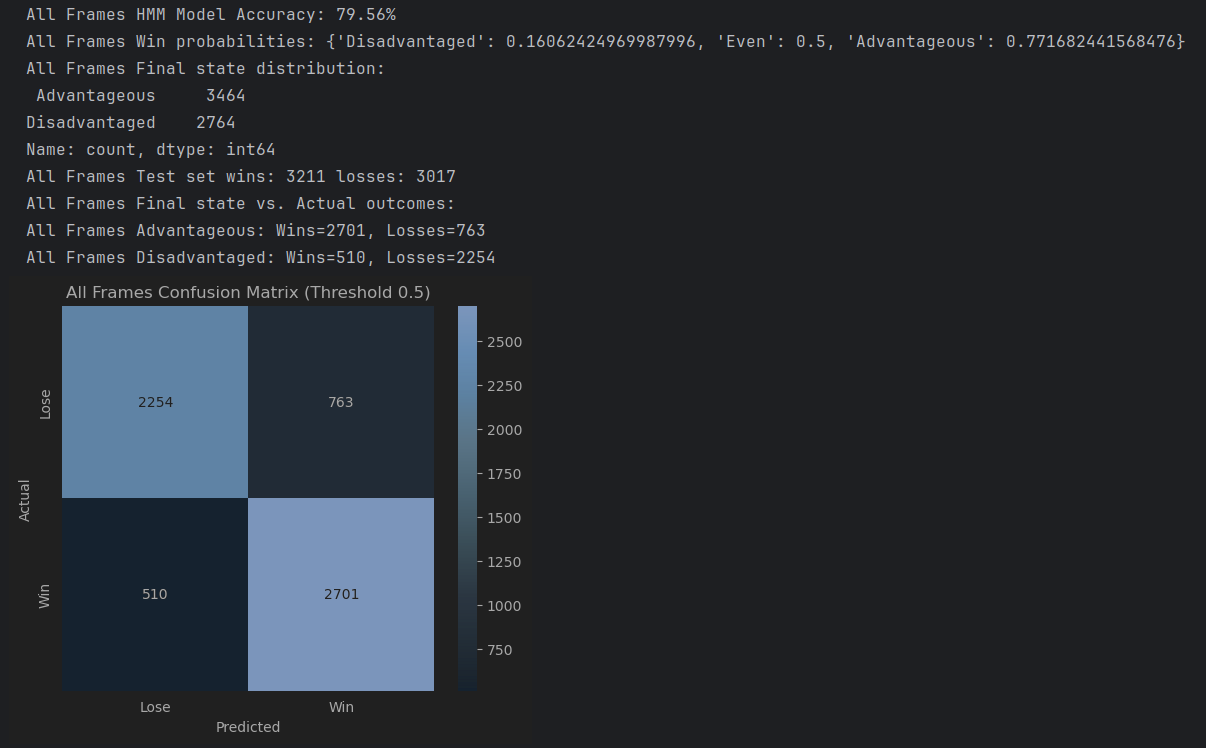 All Frames HMM Model Accuracy: 79.56%
All Frames Win probabilities: {'Disadvantaged': 0.16062424969987996, 'Even': 0.5, 'Advantageous': 0.771682441568476}
All Frames Final state distribution:
Advantageous 3464
Disadvantaged 2764
Name: count, dtype: int64
All Frames Test set wins: 3211 losses: 3017
All Frames Final state vs. Actual outcomes:
All Frames Advantageous: Wins=2701, Losses=763
All Frames Disadvantaged: Wins=510, Losses=2254
All Frames Confusion Matrix (Threshold 0.5)
Actual
Lose
2254 763
Win
510 2701
Lose Win
Predicted
2500
2250
2000
1750
1500
1250
1000
750